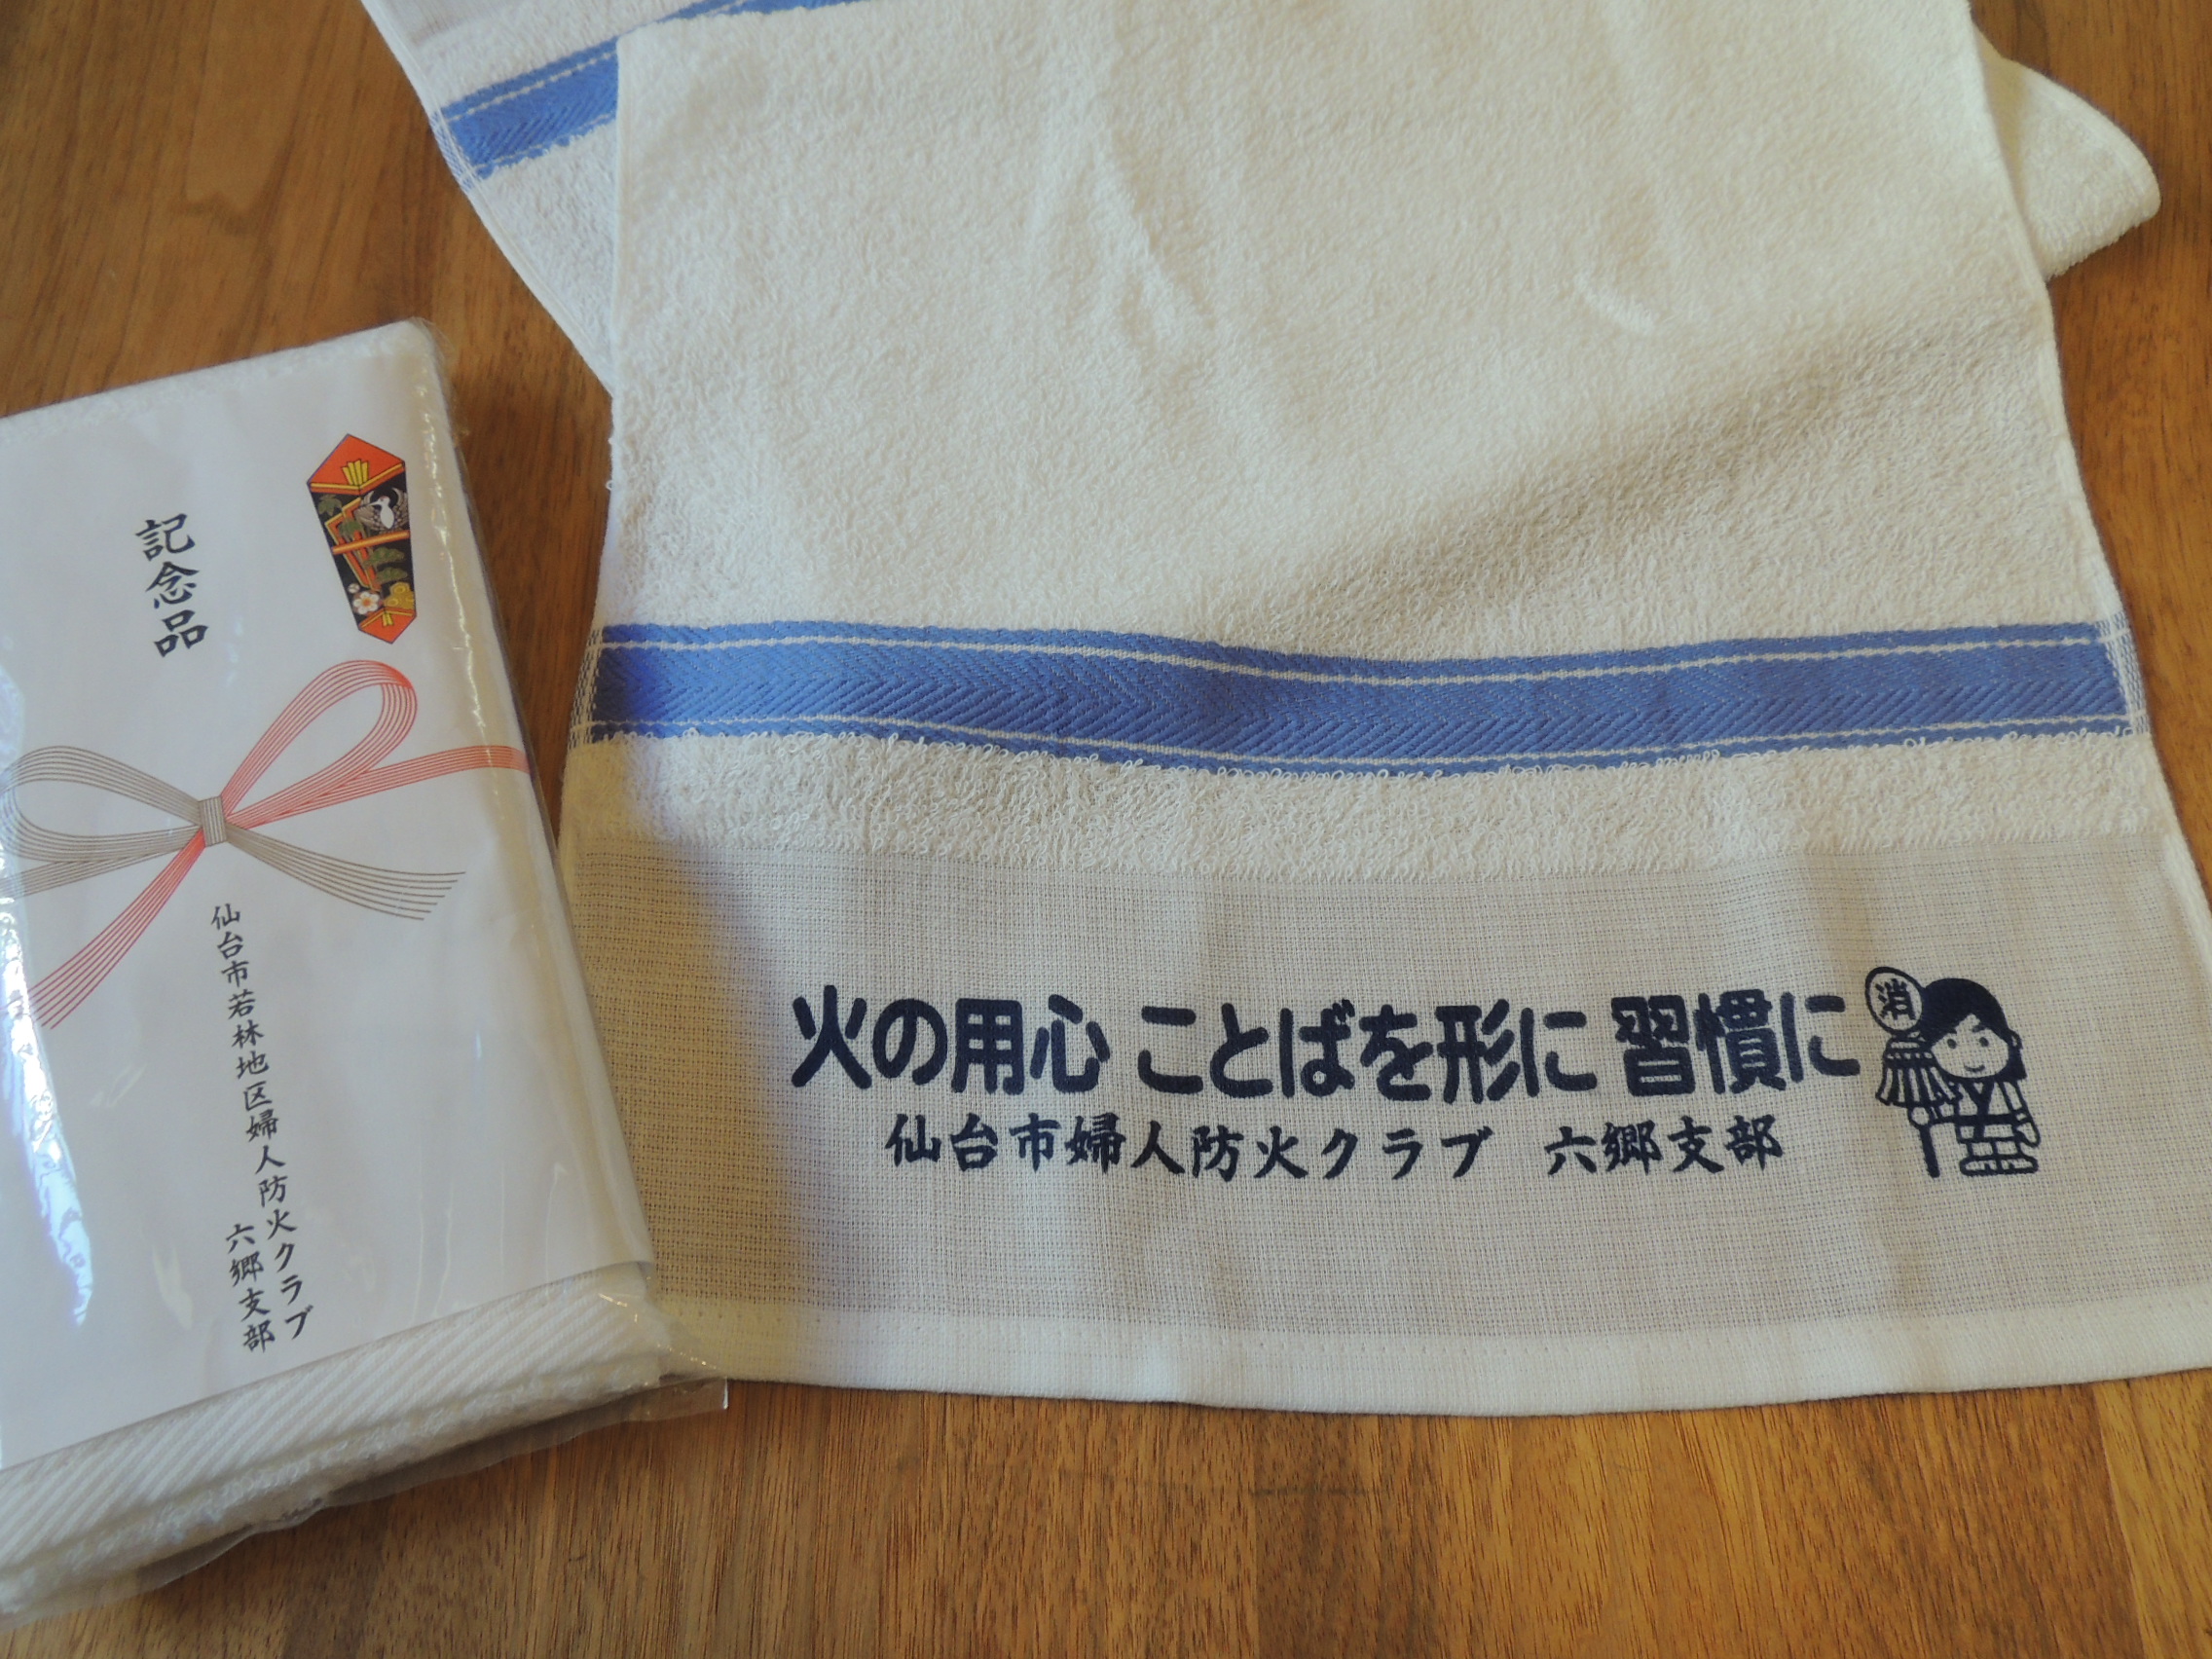 記念品
仙台市若林地区婦人防火クラブ
六郷支部
火の用心 ことばを形に 習慣に
仙台市婦人防火クラブ 六郷支部
消